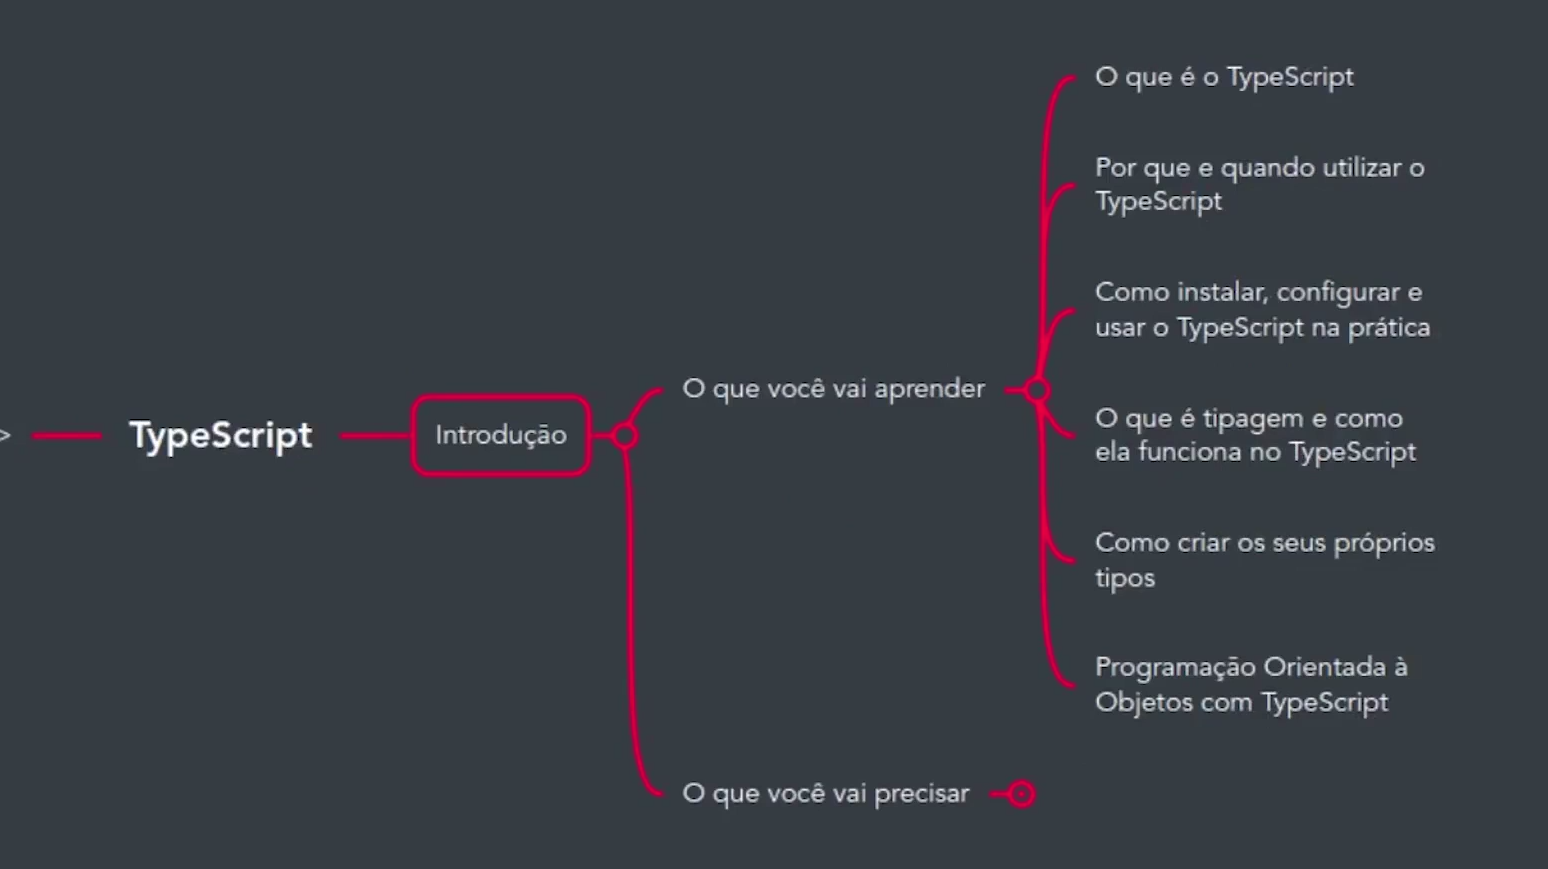 O que é o TypeScript
Por que e quando utilizar o
TypeScript
Como instalar, configurar e
usar o TypeScript na prática
O que você vai aprender
O que é tipagem e como
ela funciona no TypeScript
>
TypeScript
Introdução
Como criar os seus próprios
tipos
Programação Orientada à
Objetos com TypeScript
O que você vai precisar